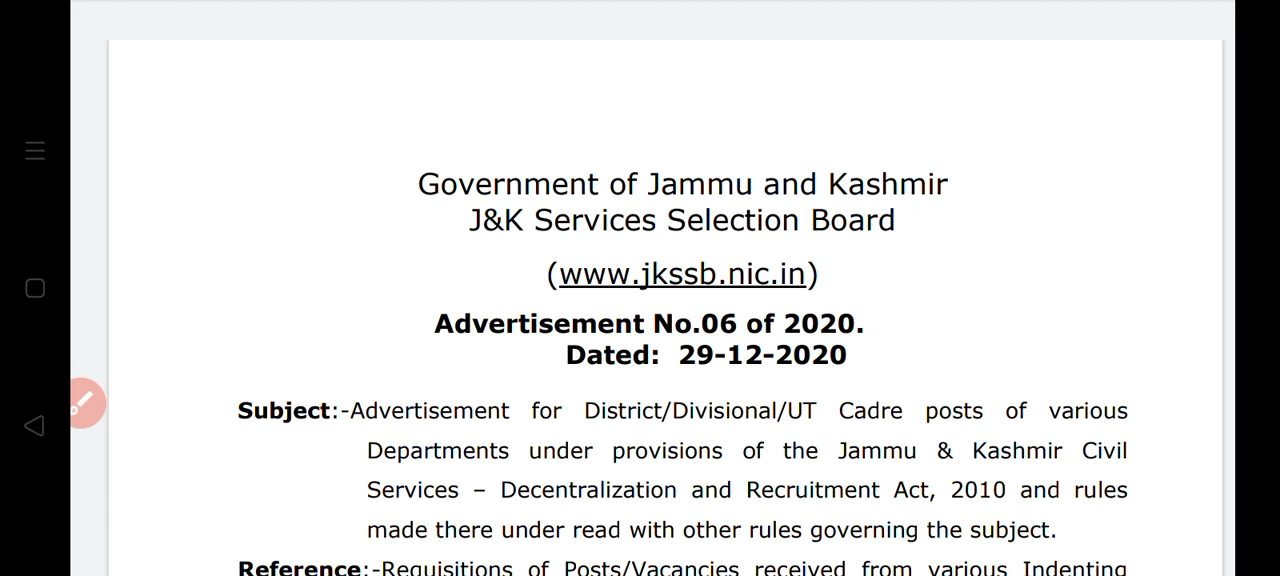 Government of Jammu and Kashmir
J&K Services Selection Board
(www.jkssb.nic.in)
Advertisement No.06 of 2020.
Dated: 29-12-2020
Subject:-Advertisement for District/Divisional/UT Cadre posts of various
Departments under provisions of the Jammu & Kashmir Civil
Services – Decentralization and Recruitment Act, 2010 and rules
made there under read with other rules governing the subject.
Reference:-Requisitions of Posts/Vacancies received from various Indenting